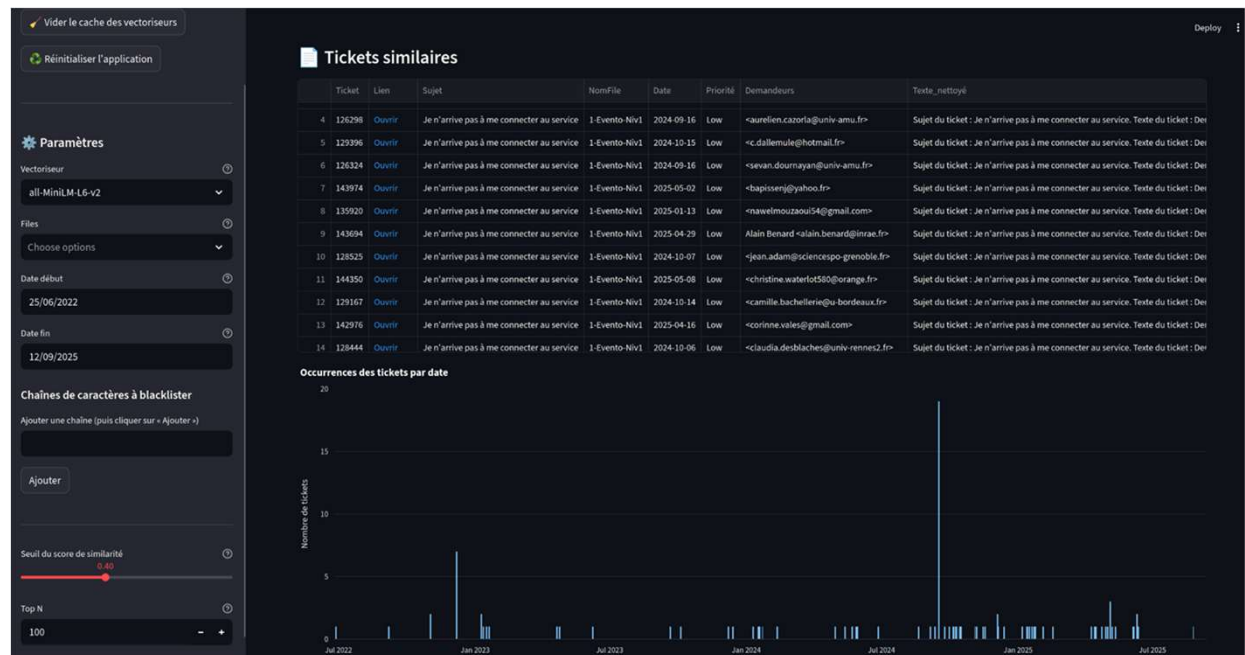 Vider le cache des vectoriseurs
Réinitialiser l'application
Paramètres
Vectoriseur
all-MiniLM-L6-v2
Files
Choose options
Date début
25/06/2022
Date fin
12/09/2025
Chaînes de caractères à blacklister
Ajouter une chaîne (puis cliquer sur « Ajouter »)
Ajouter
Seuil du score de similarité
0.40
Top N
100 - +
Deploy
Tickets similaires
Ticket Lien Sujet NomFile Date Priorité Demandeurs Texte_nettoyé
4 126298 Ouvrir Je n'arrive pas à me connecter au service 1-Evento-Niv1 2024-09-16 Low <aurelien.cazorla@univ-amu.fr> Sujet du ticket : Je n'arrive pas à me connecter au service. Texte du ticket : Der
5 129396 Ouvrir Je n'arrive pas à me connecter au service 1-Evento-Niv1 2024-10-15 Low <c.dallemule@hotmail.fr> Sujet du ticket : Je n'arrive pas à me connecter au service. Texte du ticket : Der
6 126324 Ouvrir Je n'arrive pas à me connecter au service 1-Evento-Niv1 2024-09-16 Low <sevan.dournayan@univ-amu.fr> Sujet du ticket : Je n'arrive pas à me connecter au service. Texte du ticket : Der
7 143974 Ouvrir Je n'arrive pas à me connecter au service 1-Evento-Niv1 2025-05-02 Low <bapissenj@yahoo.fr> Sujet du ticket : Je n'arrive pas à me connecter au service. Texte du ticket : Der
8 135920 Ouvrir Je n'arrive pas à me connecter au service 1-Evento-Niv1 2025-01-13 Low <nawelmouzaoui54@gmail.com> Sujet du ticket : Je n'arrive pas à me connecter au service. Texte du ticket : Der
9 143694 Ouvrir Je n'arrive pas à me connecter au service 1-Evento-Niv1 2025-04-29 Low Alain Benard <alain.benard@inrae.fr> Sujet du ticket : Je n'arrive pas à me connecter au service. Texte du ticket : Der
10 128525 Ouvrir Je n'arrive pas à me connecter au service 1-Evento-Niv1 2024-10-07 Low <jean.adam@sciencespo-grenoble.fr> Sujet du ticket : Je n'arrive pas à me connecter au service. Texte du ticket : Der
11 144350 Ouvrir Je n'arrive pas à me connecter au service 1-Evento-Niv1 2025-05-08 Low <christine.waterlot580@orange.fr> Sujet du ticket : Je n'arrive pas à me connecter au service. Texte du ticket : Der
12 129167 Ouvrir Je n'arrive pas à me connecter au service 1-Evento-Niv1 2024-10-14 Low <camille.bachellerie@u-bordeaux.fr> Sujet du ticket : Je n'arrive pas à me connecter au service. Texte du ticket : Der
13 142976 Ouvrir Je n'arrive pas à me connecter au service 1-Evento-Niv1 2025-04-16 Low <corinne.vales@gmail.com> Sujet du ticket : Je n'arrive pas à me connecter au service. Texte du ticket : Der
14 128444 Ouvrir Je n'arrive pas à me connecter au service 1-Evento-Niv1 2024-10-06 Low <claudia.desblaches@univ-rennes2.fr> Sujet du ticket : Je n'arrive pas à me connecter au service. Texte du ticket : Der
Occurrences des tickets par date
20
15
10
5
0
Nombre de tickets
Jul 2022 Jan 2023 Jul 2023 Jan 2024 Jul 2024 Jan 2025 Jul 2025